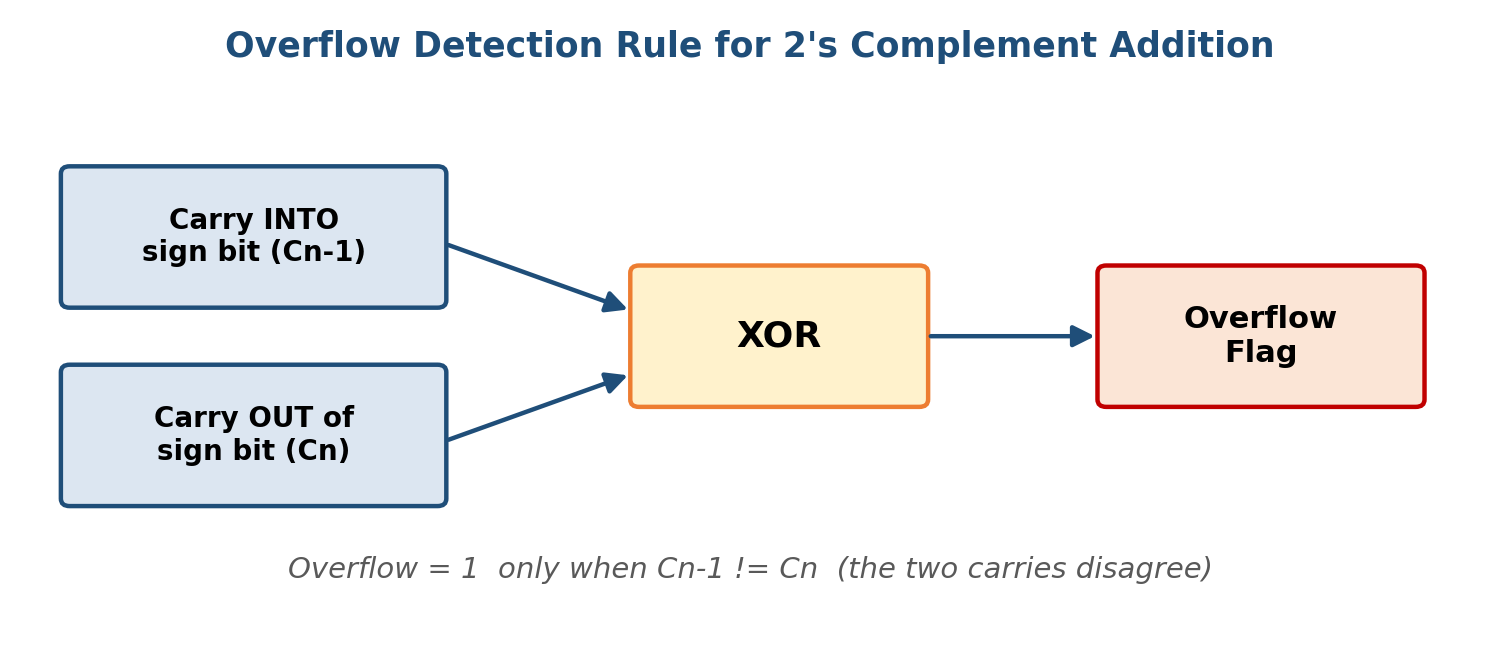 Overflow Detection Rule for 2's Complement Addition
Carry INTO
sign bit (Cn-1)
Carry OUT of
sign bit (Cn)
XOR
Overflow
Flag
Overflow = 1  only when Cn-1 != Cn  (the two carries disagree)